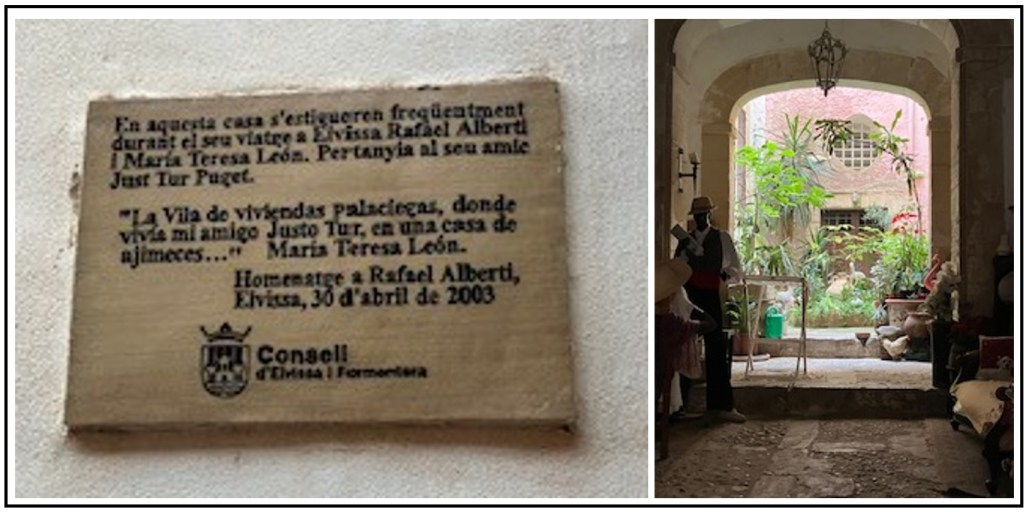 En aquesta casa s'estigueren freqüentment
durant el seu viatge a Eivissa Rafael Alberti
i María Teresa León. Pertanyia al seu amic
Just Tur Puget.
"La Vila de viviendas palaciegas, donde
vivía mi amigo Justo Tur, en una casa de
ajimeces..." María Teresa León.
Homenatge a Rafael Alberti,
Eivissa, 30 d'abril de 2003
Consell
d'Eivissa i Formentera